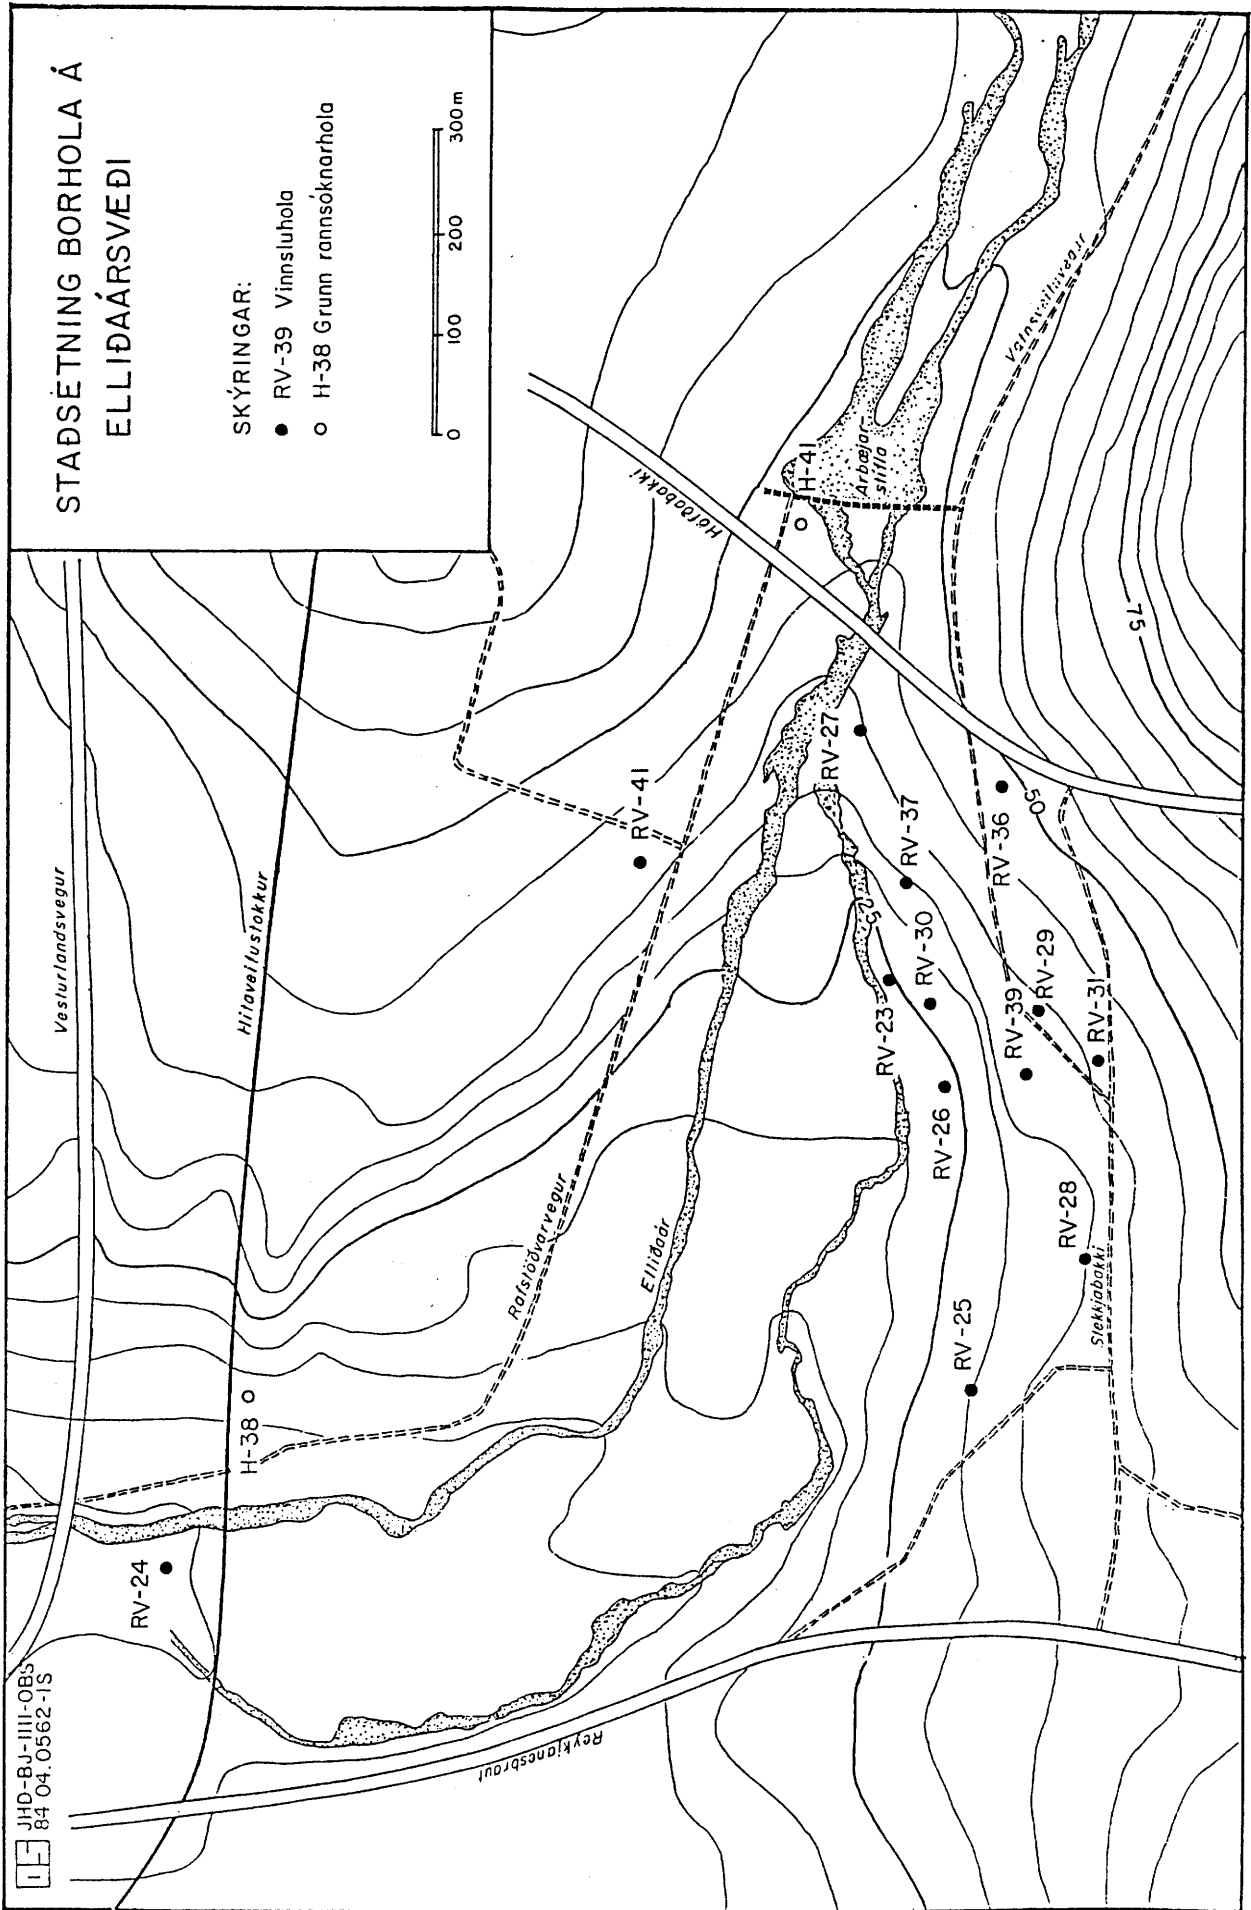 STAÐSETNING BORHOLA Á
ELLIÐAÁRSVÆÐI
SKÝRINGAR:
RV-39 Vinnsluhola
H-38 Grunn rannsóknarhola
0 100 200 300 m
JHD-BJ-1111-OBS
84 04.0562-IS
Vesturlandsvegur
Hitaveitustokkur
Höfðabakki
H-41
Árbæjar-
stífla
Vatnsveituvegur
75
RV-41
RV-27
RV-37
RV-36
50
25
RV-30
RV-23
RV-29
RV-39
RV-31
RV-26
RV-28
RV-25
Rafstöðvarvegur
Elliðaár
Stekkjabakki
H-38
RV-24
Reykjanesbraut